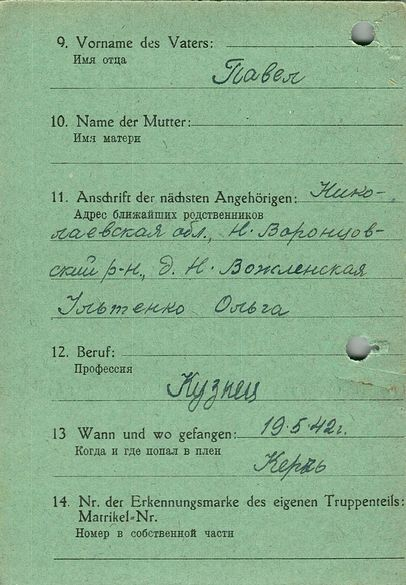 9. Vorname des Vaters:
Имя отца
Павел
10. Name der Mutter:
Имя матери
11. Anschrift der nächsten Angehörigen: Нико-
Адрес ближайших родственников
лаевская обл., Н. Воронцов-
ский р-н., д. Н. Вожленская
Ильтенко Ольга
12. Beruf:
Профессия
Кузнец
13 Wann und wo gefangen: 19.5.42г.
Когда и где попал в плен
Керчь
14. Nr. der Erkennungsmarke des eigenen Truppenteils:
Matrikel-Nr.
Номер в собственной части